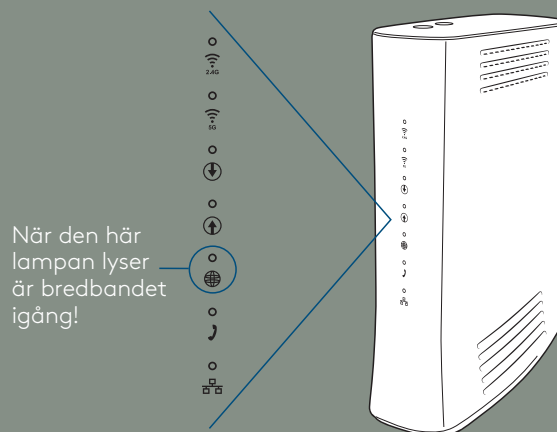 2.4G
5G
När den här
lampan lyser
är bredbandet
igång!